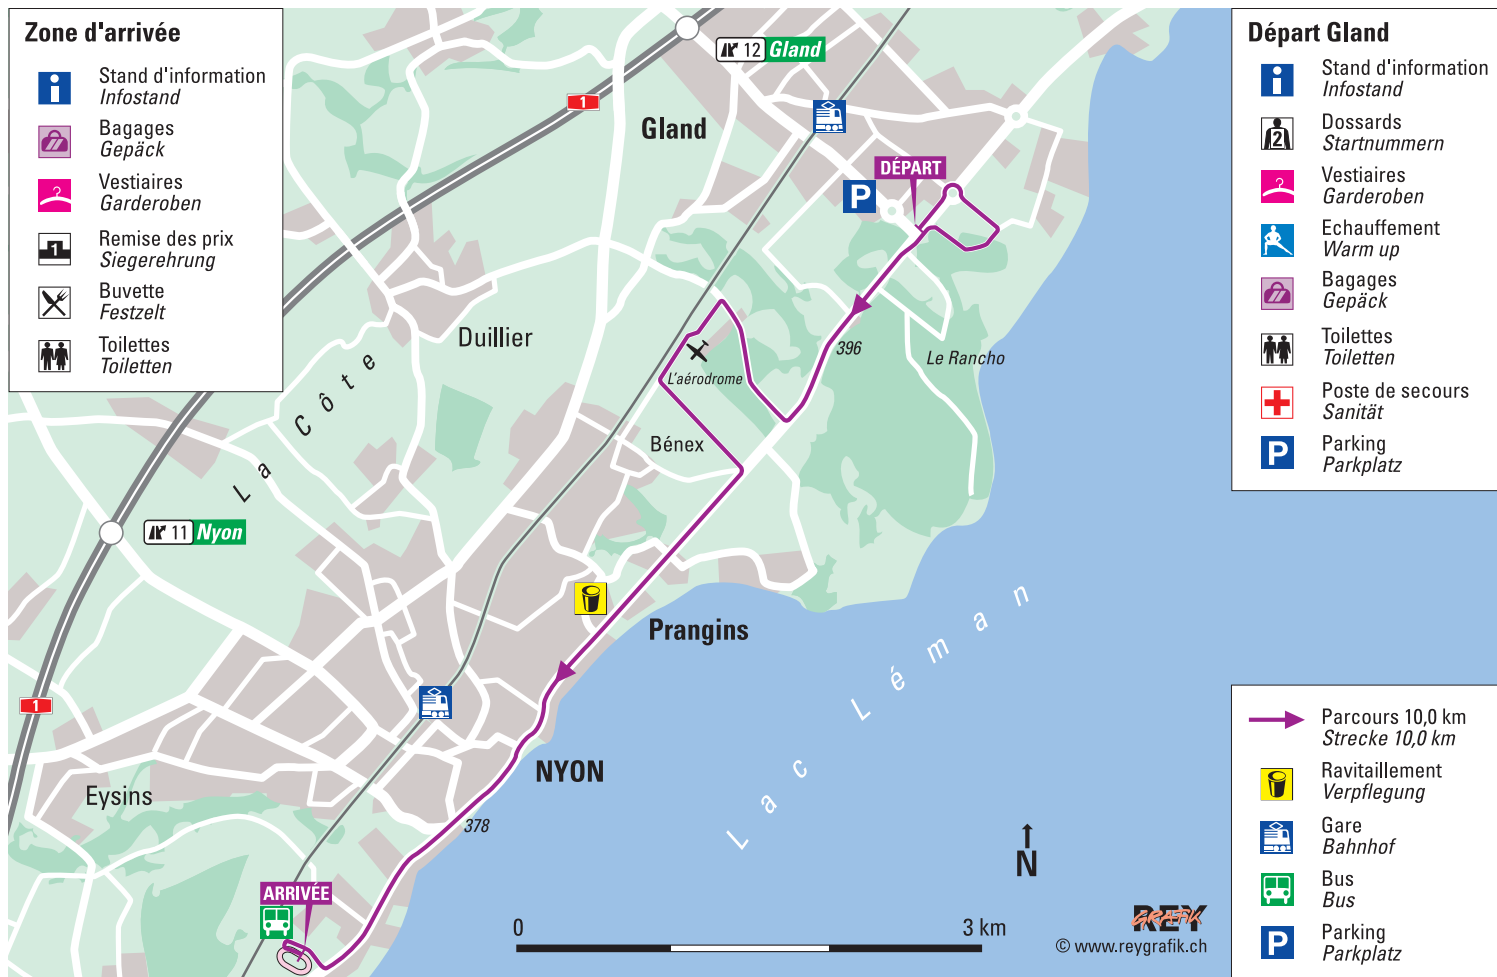 Zone d'arrivée
Stand d'information
Infostand
Bagages
Gepäck
Vestiaires
Garderoben
1
Remise des prix
Siegerehrung
Buvette
Festzelt
Toilettes
Toiletten
12 Gland
1
Gland
DÉPART
P
Duillier
L'aérodrome
396
Le Rancho
La Côte
Bénex
11 Nyon
Prangins
1
NYON
Eysins
378
Lac Léman
ARRIVÉE
N
0
3 km
REY
GRAFIK
© www.reygrafik.ch
Départ Gland
Stand d'information
Infostand
2
Dossards
Startnummern
Vestiaires
Garderoben
Echauffement
Warm up
Bagages
Gepäck
Toilettes
Toiletten
Poste de secours
Sanität
P
Parking
Parkplatz
Parcours 10,0 km
Strecke 10,0 km
Ravitaillement
Verpflegung
Gare
Bahnhof
Bus
Bus
P
Parking
Parkplatz